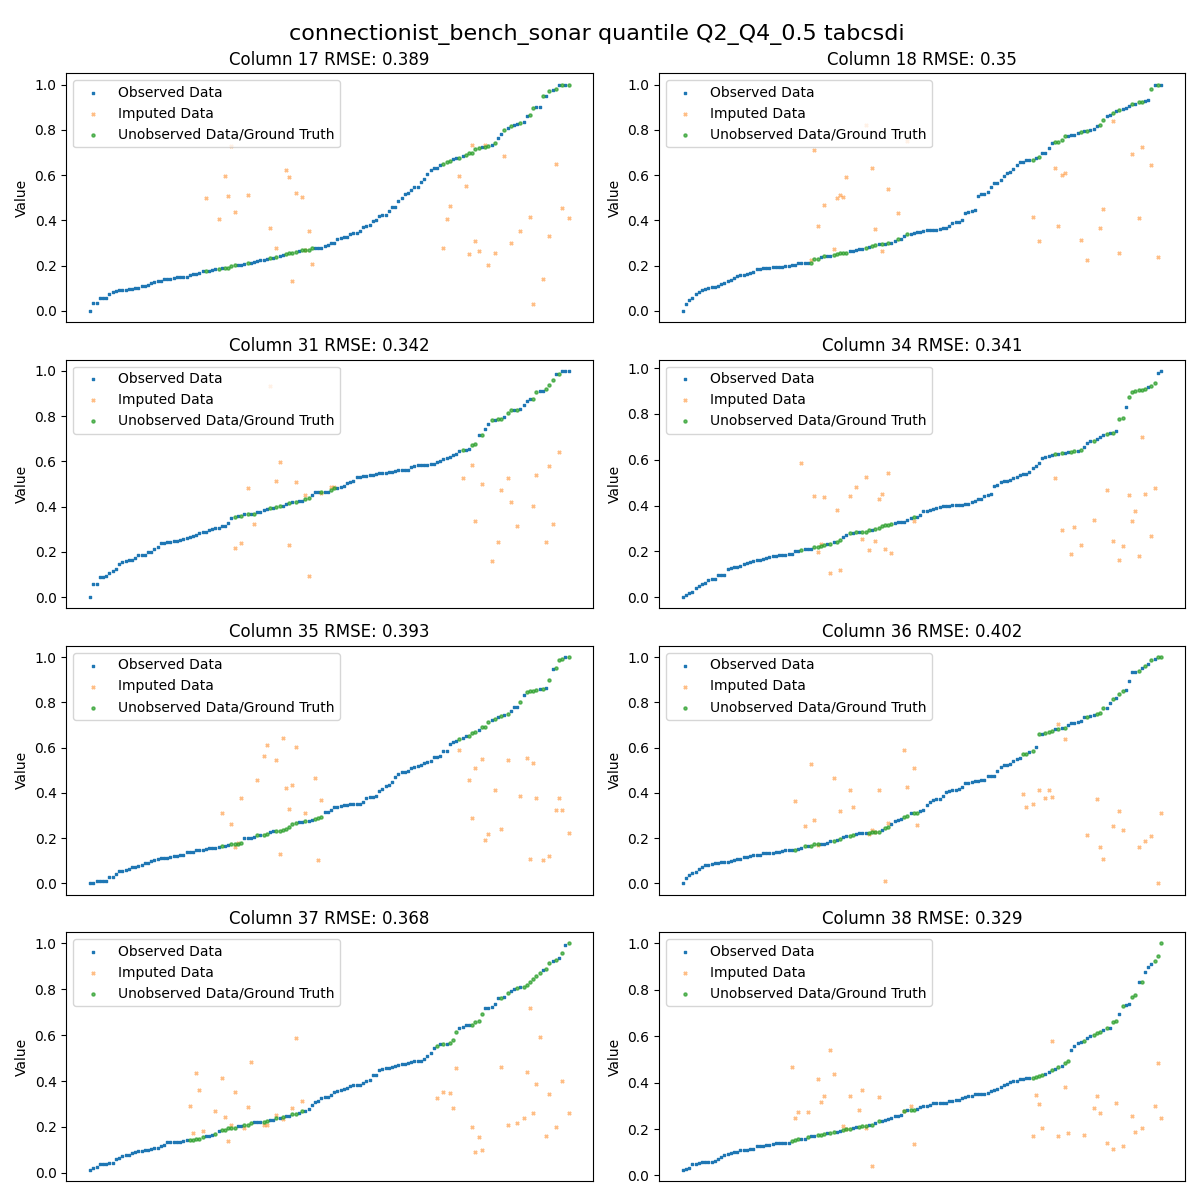 connectionist_bench_sonar quantile Q2_Q4_0.5 tabcsdi
Column 17 RMSE: 0.389
Value
1.0
0.8
0.6
0.4
0.2
0.0
Observed Data
Imputed Data
Unobserved Data/Ground Truth
Column 18 RMSE: 0.35
Value
1.0
0.8
0.6
0.4
0.2
0.0
Observed Data
Imputed Data
Unobserved Data/Ground Truth
Column 31 RMSE: 0.342
Value
1.0
0.8
0.6
0.4
0.2
0.0
Observed Data
Imputed Data
Unobserved Data/Ground Truth
Column 34 RMSE: 0.341
Value
1.0
0.8
0.6
0.4
0.2
0.0
Observed Data
Imputed Data
Unobserved Data/Ground Truth
Column 35 RMSE: 0.393
Value
1.0
0.8
0.6
0.4
0.2
0.0
Observed Data
Imputed Data
Unobserved Data/Ground Truth
Column 36 RMSE: 0.402
Value
1.0
0.8
0.6
0.4
0.2
0.0
Observed Data
Imputed Data
Unobserved Data/Ground Truth
Column 37 RMSE: 0.368
Value
1.0
0.8
0.6
0.4
0.2
0.0
Observed Data
Imputed Data
Unobserved Data/Ground Truth
Column 38 RMSE: 0.329
Value
1.0
0.8
0.6
0.4
0.2
0.0
Observed Data
Imputed Data
Unobserved Data/Ground Truth